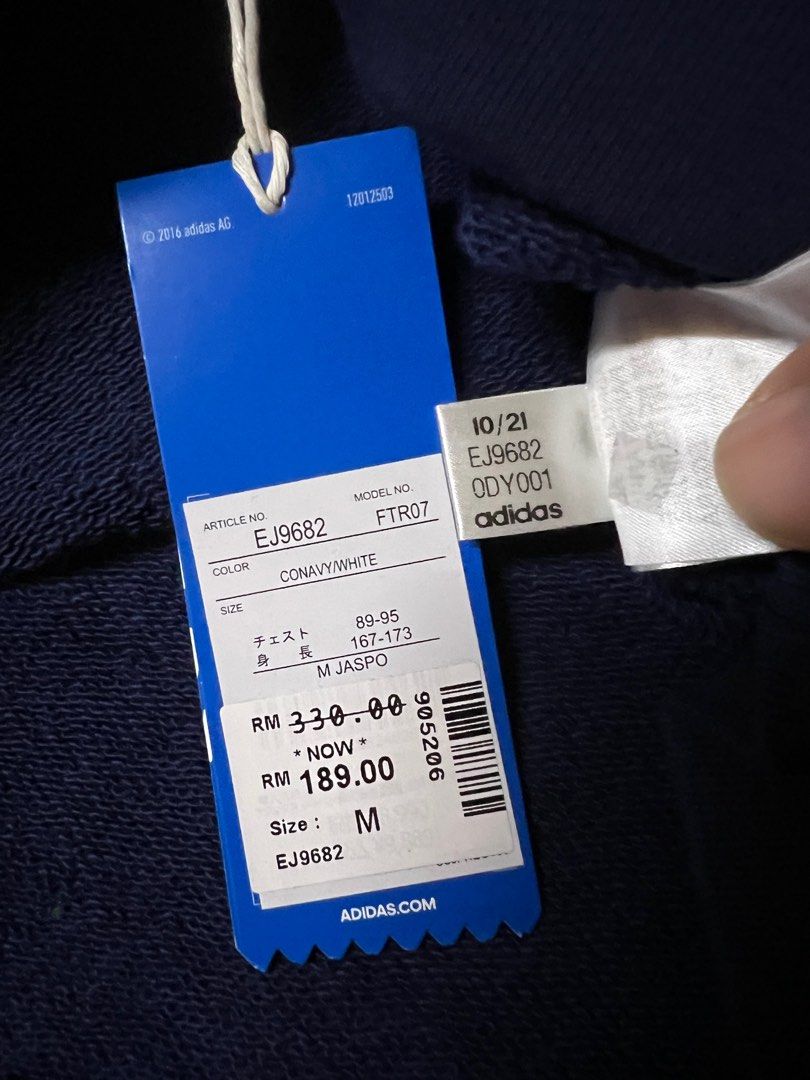 © 2016 adidas AG.
12012503
ARTICLE NO.
EJ9682
MODEL NO.
FTR07
COLOR
CONAVY/WHITE
SIZE
チェスト 89-95
身 長 167-173
M JASPO
RM 330.00
* NOW *
RM 189.00
Size : M
EJ9682
905206
ADIDAS.COM
10/21
EJ9682
0DY001
adidas